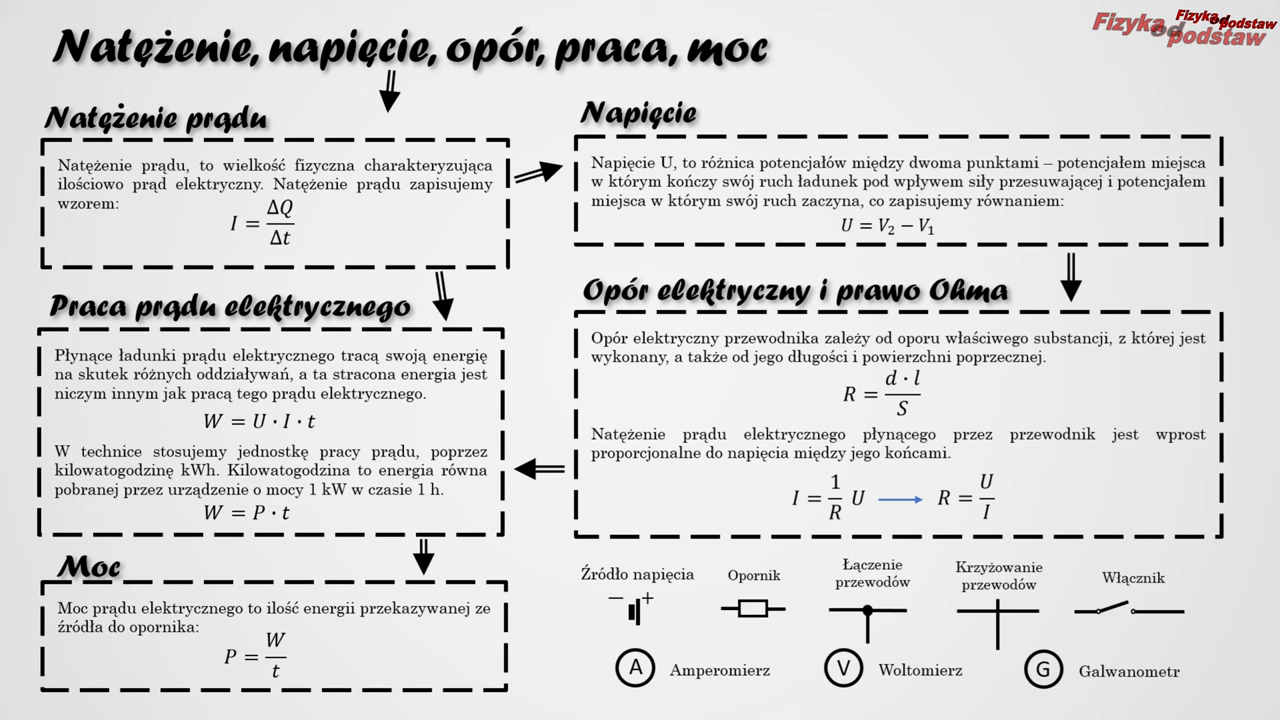 Natężenie, napięcie, opór, praca, moc
Fizyka od podstaw
Fizyka od podstaw
Natężenie prądu
Natężenie prądu, to wielkość fizyczna charakteryzująca
ilościowo prąd elektryczny. Natężenie prądu zapisujemy
wzorem:
I = ΔQ / Δt
Napięcie
Napięcie U, to różnica potencjałów między dwoma punktami – potencjałem miejsca
w którym kończy swój ruch ładunek pod wpływem siły przesuwającej i potencjałem
miejsca w którym swój ruch zaczyna, co zapisujemy równaniem:
U = V₂ − V₁
Opór elektryczny i prawo Ohma
Opór elektryczny przewodnika zależy od oporu właściwego substancji, z której jest
wykonany, a także od jego długości i powierzchni poprzecznej.
R = d · l / S
Natężenie prądu elektrycznego płynącego przez przewodnik jest wprost
proporcjonalne do napięcia między jego końcami.
I = 1/R U → R = U/I
Praca prądu elektrycznego
Płynące ładunki prądu elektrycznego tracą swoją energię
na skutek różnych oddziaływań, a ta stracona energia jest
niczym innym jak pracą tego prądu elektrycznego.
W = U · I · t
W technice stosujemy jednostkę pracy prądu, poprzez
kilowatogodzinę kWh. Kilowatogodzina to energia równa
pobranej przez urządzenie o mocy 1 kW w czasie 1 h.
W = P · t
Moc
Moc prądu elektrycznego to ilość energii przekazywanej ze
źródła do opornika:
P = W / t
Źródło napięcia
− +
Opornik
Łączenie
przewodów
Krzyżowanie
przewodów
Włącznik
A Amperomierz
V Woltomierz
G Galwanometr